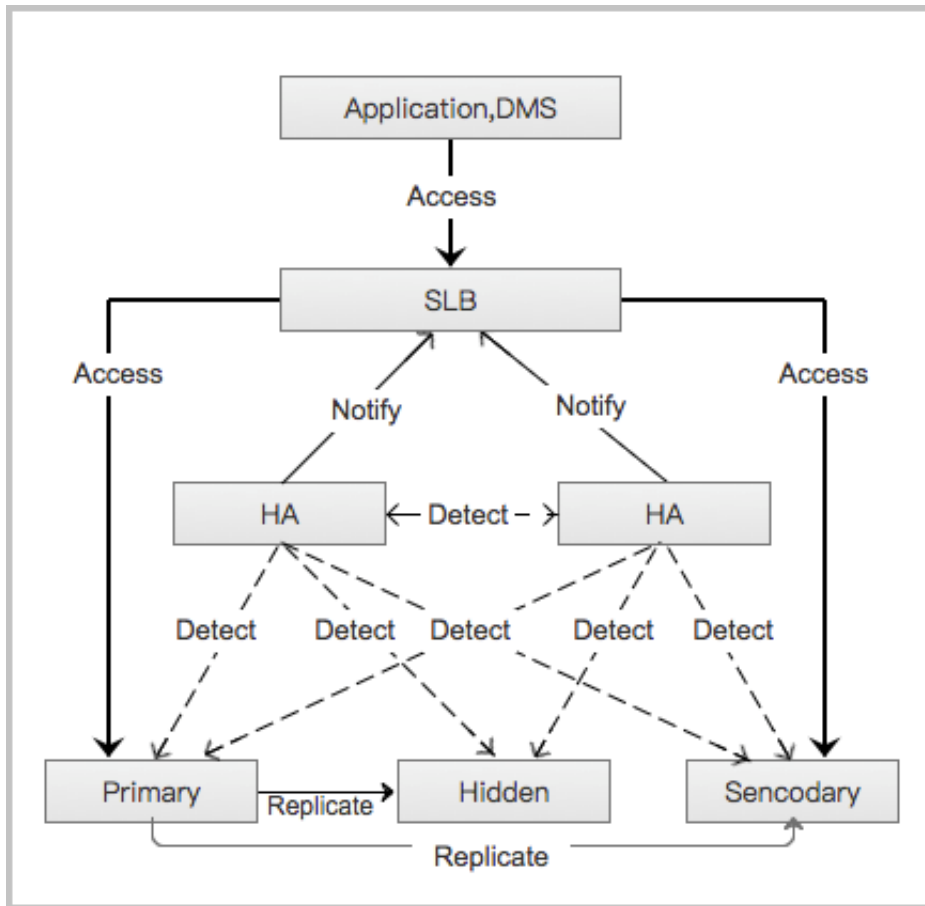 Application,DMS
Access
SLB
Access
Access
Notify
Notify
HA
Detect
HA
Detect
Detect
Detect
Detect
Detect
Primary
Replicate
Hidden
Sencodary
Replicate